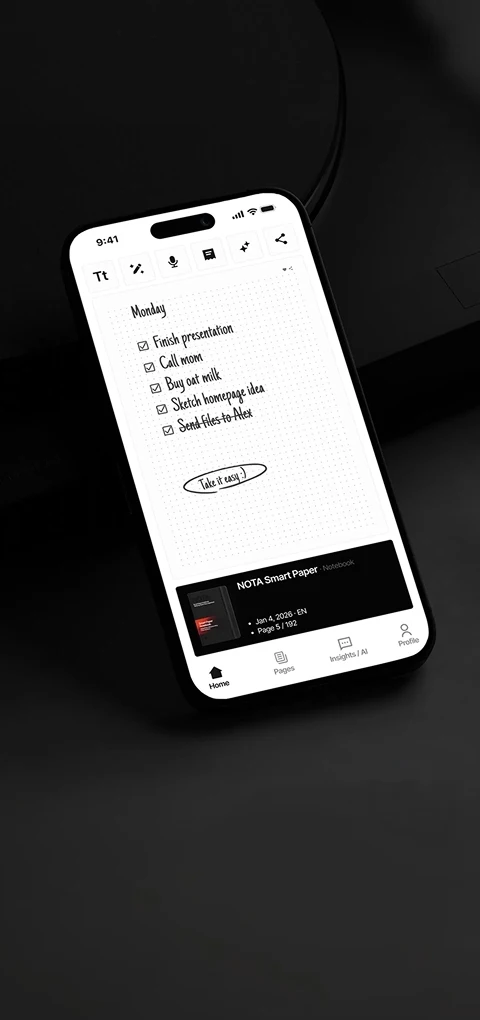 9:41
Tt
Monday
Finish presentation
Call mom
Buy oat milk
Sketch homepage idea
Send files to Alex
Take it easy :)
NOTA Smart Paper · Notebook
• Jan 4, 2026 · EN
• Page 5 / 192
Home
Pages
Insights / AI
Profile